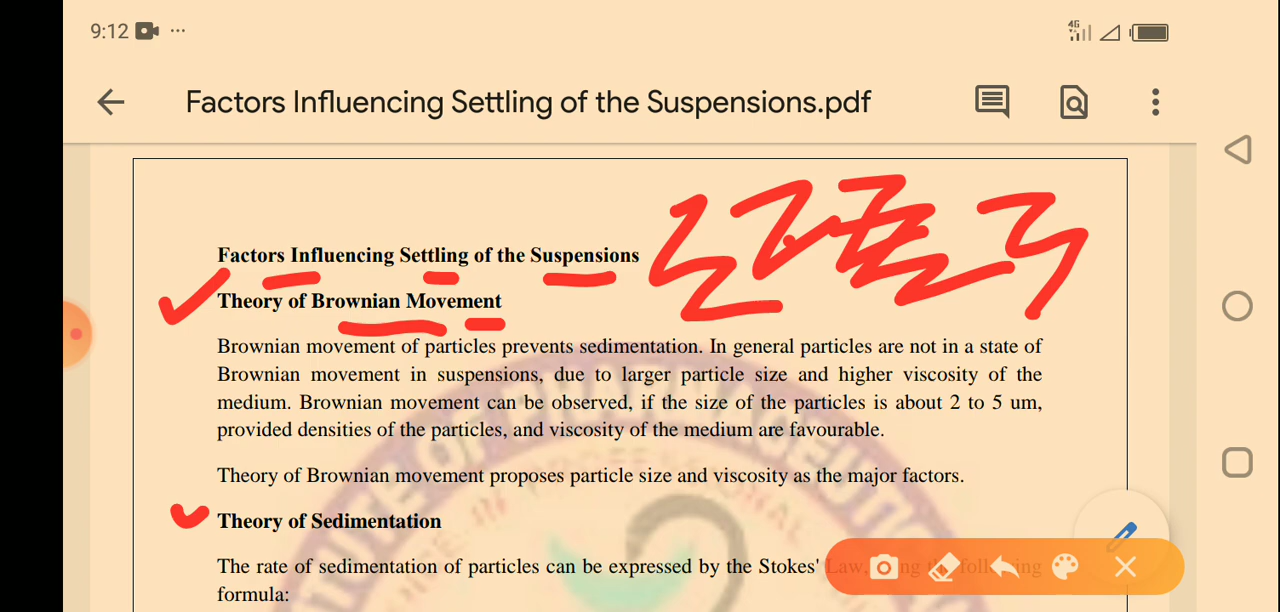 9:12
4G
Factors Influencing Settling of the Suspensions.pdf
Factors Influencing Settling of the Suspensions
Theory of Brownian Movement
Brownian movement of particles prevents sedimentation. In general particles are not in a state of
Brownian movement in suspensions, due to larger particle size and higher viscosity of the
medium. Brownian movement can be observed, if the size of the particles is about 2 to 5 um,
provided densities of the particles, and viscosity of the medium are favourable.
Theory of Brownian movement proposes particle size and viscosity as the major factors.
Theory of Sedimentation
The rate of sedimentation of particles can be expressed by the Stokes' Law, the following
formula: